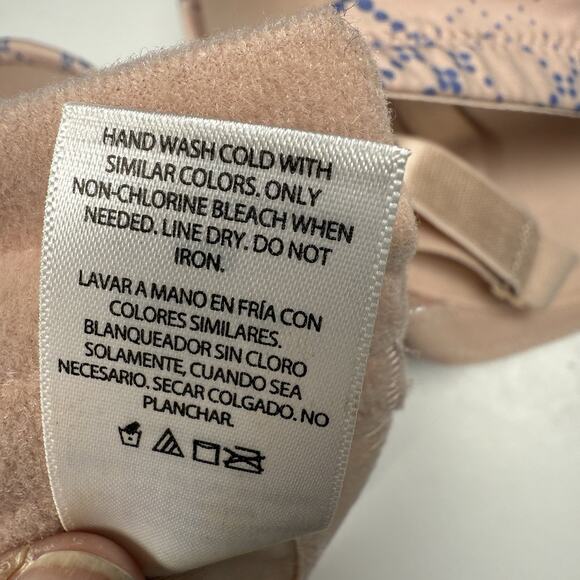 HAND WASH COLD WITH
SIMILAR COLORS. ONLY
NON-CHLORINE BLEACH WHEN
NEEDED. LINE DRY. DO NOT
IRON.
LAVAR A MANO EN FRÍA CON
COLORES SIMILARES.
BLANQUEADOR SIN CLORO
SOLAMENTE, CUANDO SEA
NECESARIO. SECAR COLGADO. NO
PLANCHAR.